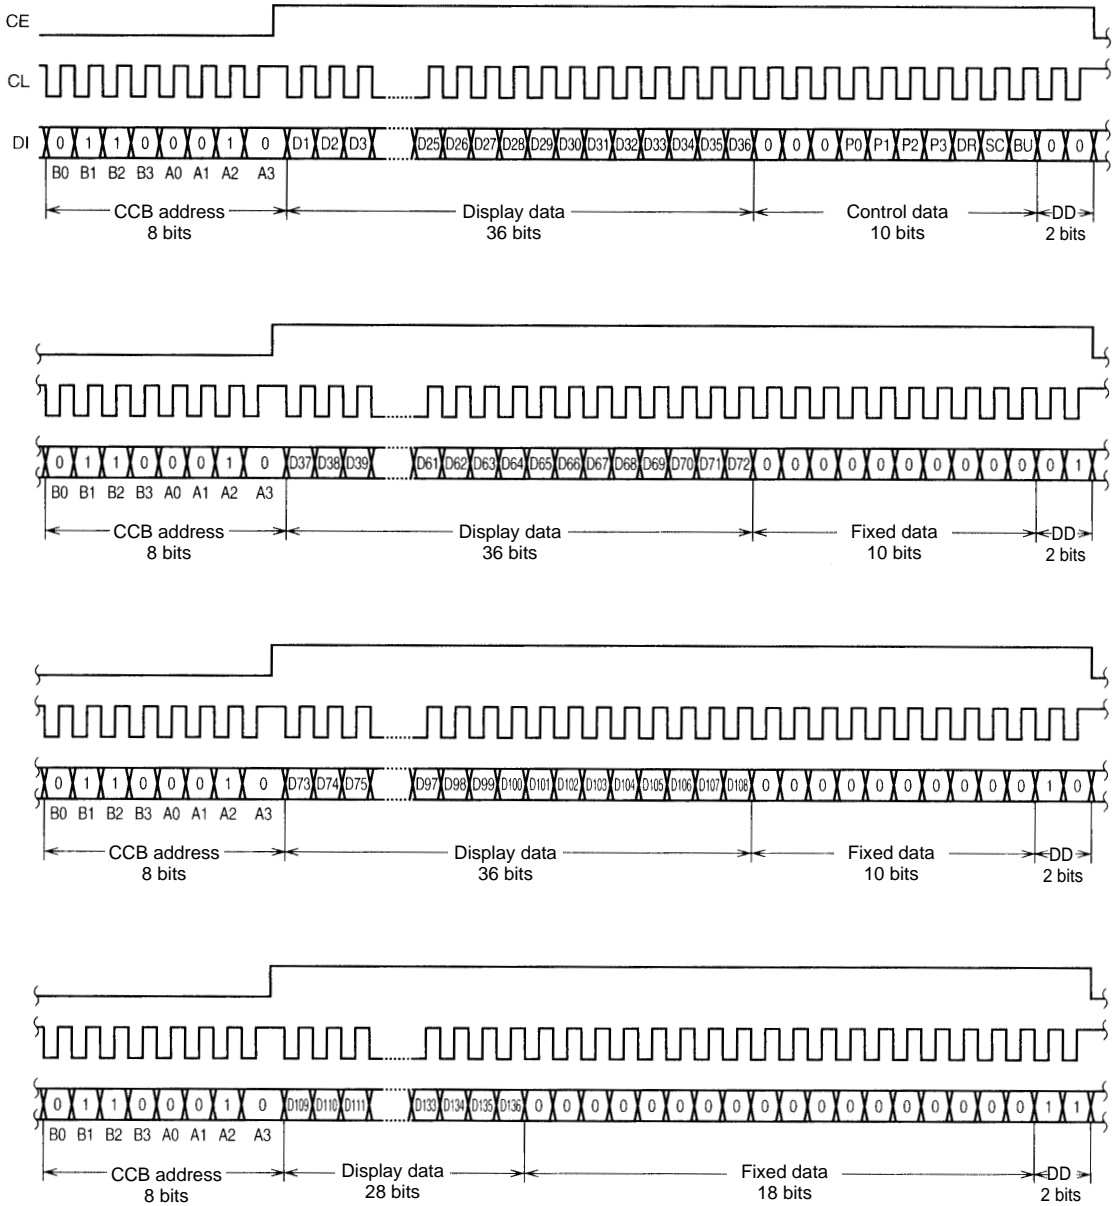 CE
CL
DI 0 1 1 0 0 0 1 0 D1 D2 D3 D25 D26 D27 D28 D29 D30 D31 D32 D33 D34 D35 D36 0 0 0 P0 P1 P2 P3 DR SC BU 0 0
B0 B1 B2 B3 A0 A1 A2 A3
CCB address Display data Control data DD
8 bits 36 bits 10 bits 2 bits
0 1 1 0 0 0 1 0 D37 D38 D39 D61 D62 D63 D64 D65 D66 D67 D68 D69 D70 D71 D72 0 0 0 0 0 0 0 0 0 0 0 1
B0 B1 B2 B3 A0 A1 A2 A3
CCB address Display data Fixed data DD
8 bits 36 bits 10 bits 2 bits
0 1 1 0 0 0 1 0 D73 D74 D75 D97 D98 D99 D100 D101 D102 D103 D104 D105 D106 D107 D108 0 0 0 0 0 0 0 0 0 0 1 0
B0 B1 B2 B3 A0 A1 A2 A3
CCB address Display data Fixed data DD
8 bits 36 bits 10 bits 2 bits
0 1 1 0 0 0 1 0 D109 D110 D111 D133 D134 D135 D136 0 0 0 0 0 0 0 0 0 0 0 0 0 0 0 0 0 0 1 1
B0 B1 B2 B3 A0 A1 A2 A3
CCB address Display data Fixed data DD
8 bits 28 bits 18 bits 2 bits